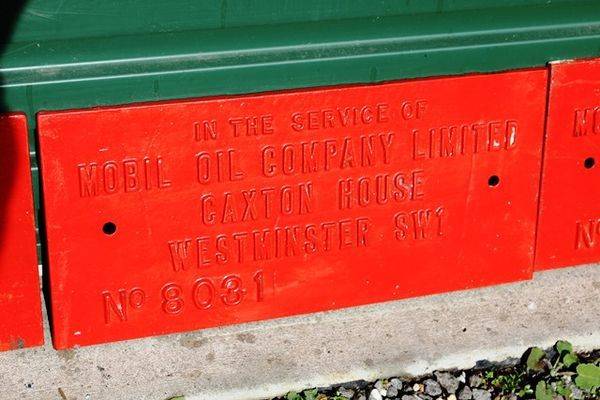 IN THE SERVICE OF
MOBIL OIL COMPANY LIMITED
CAXTON HOUSE
WESTMINSTER SW1
Nº 8031